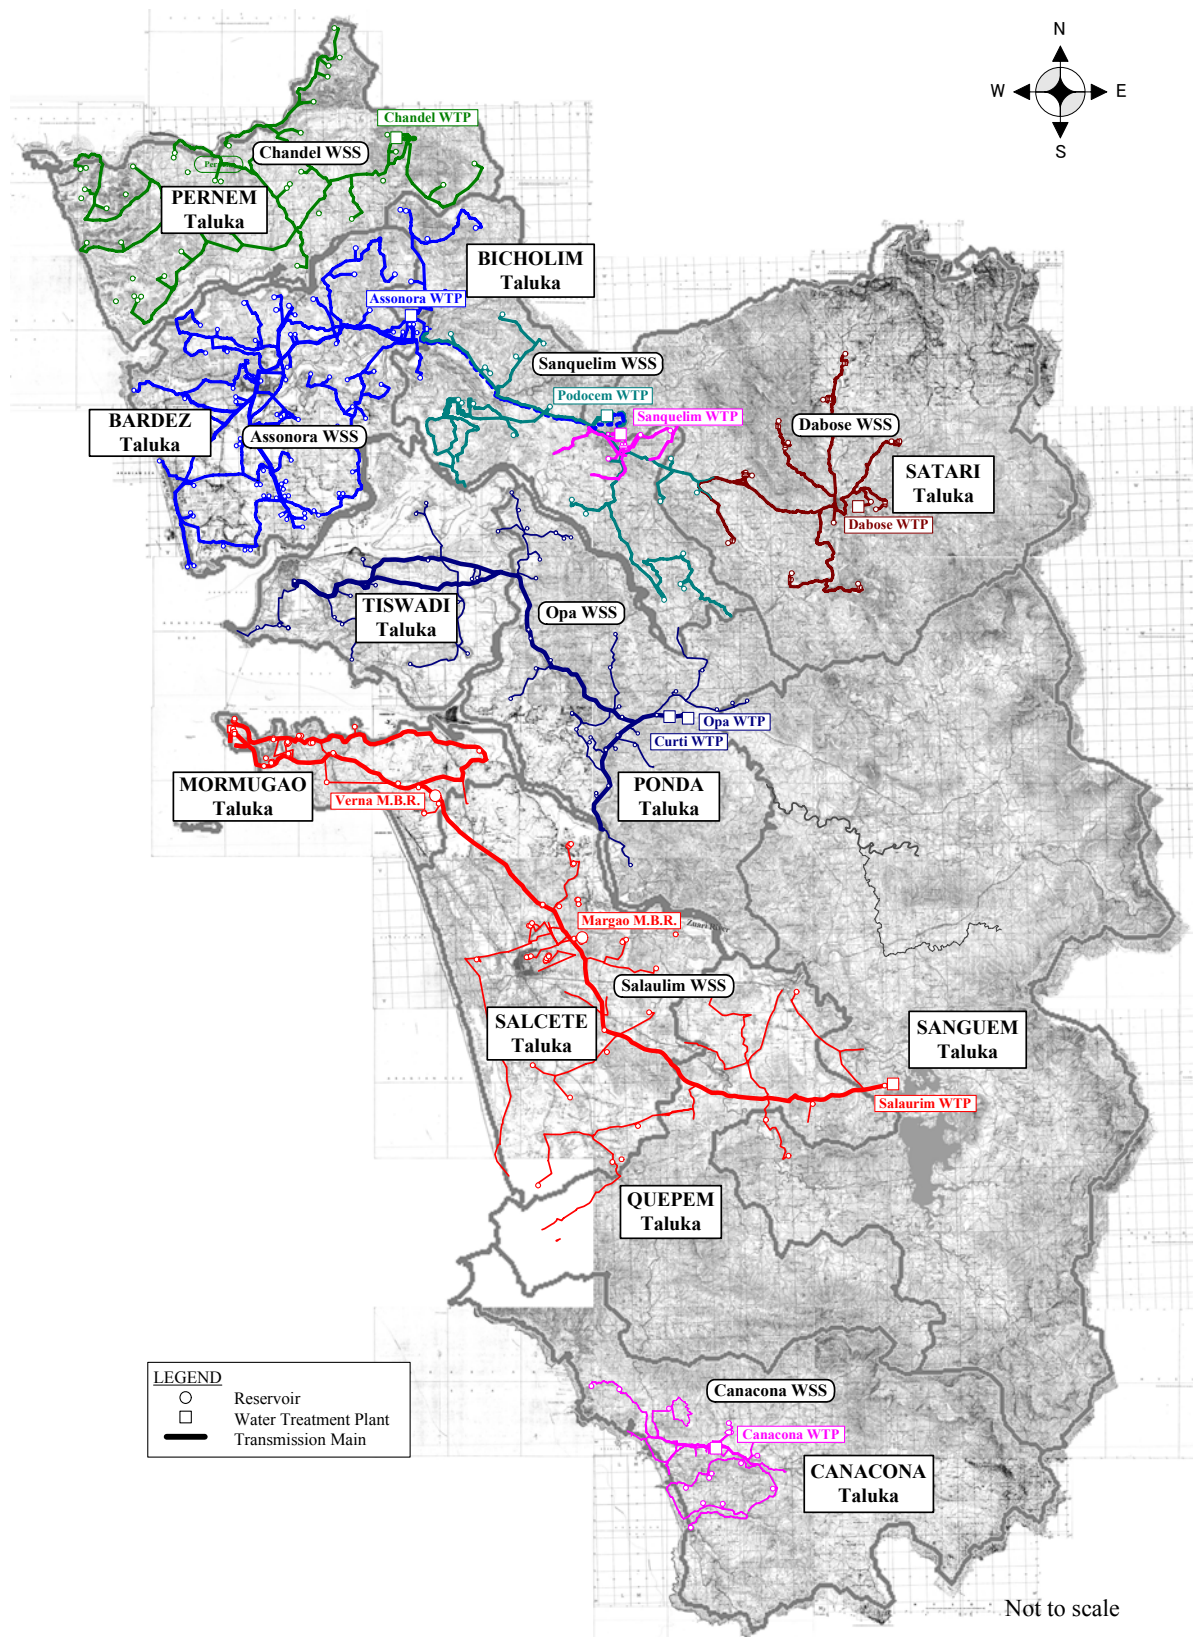 N
W
E
S
Chandel WTP
Chandel WSS
PERNEM
Taluka
BICHOLIM
Taluka
Assonora WTP
Sanquelim WSS
Podocem WTP
Sanquelim WTP
BARDEZ
Taluka
Assonora WSS
Dabose WSS
SATARI
Taluka
Dabose WTP
TISWADI
Taluka
Opa WSS
Opa WTP
Curti WTP
MORMUGAO
Taluka
PONDA
Taluka
Verna M.B.R.
Margao M.B.R.
Zuari River
Salaulim WSS
SALCETE
Taluka
SANGUEM
Taluka
Salaurim WTP
QUEPEM
Taluka
LEGEND
Reservoir
Water Treatment Plant
Transmission Main
Canacona WSS
Canacona WTP
CANACONA
Taluka
Not to scale